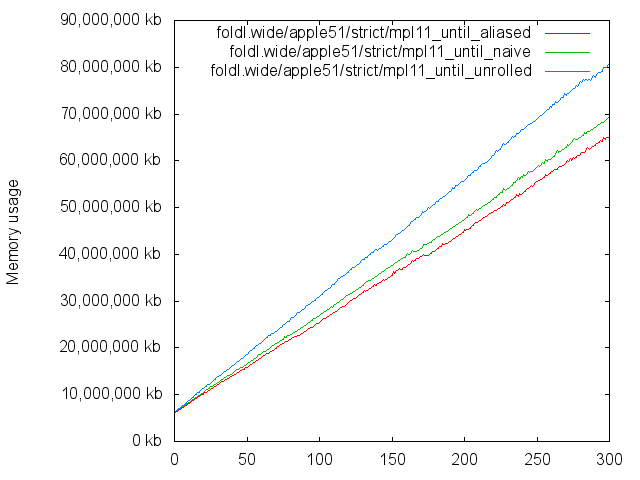 90,000,000 kb
80,000,000 kb
70,000,000 kb
60,000,000 kb
50,000,000 kb
40,000,000 kb
30,000,000 kb
20,000,000 kb
10,000,000 kb
0 kb
Memory usage
foldl.wide/apple51/strict/mpl11_until_aliased
foldl.wide/apple51/strict/mpl11_until_naive
foldl.wide/apple51/strict/mpl11_until_unrolled
0 50 100 150 200 250 300